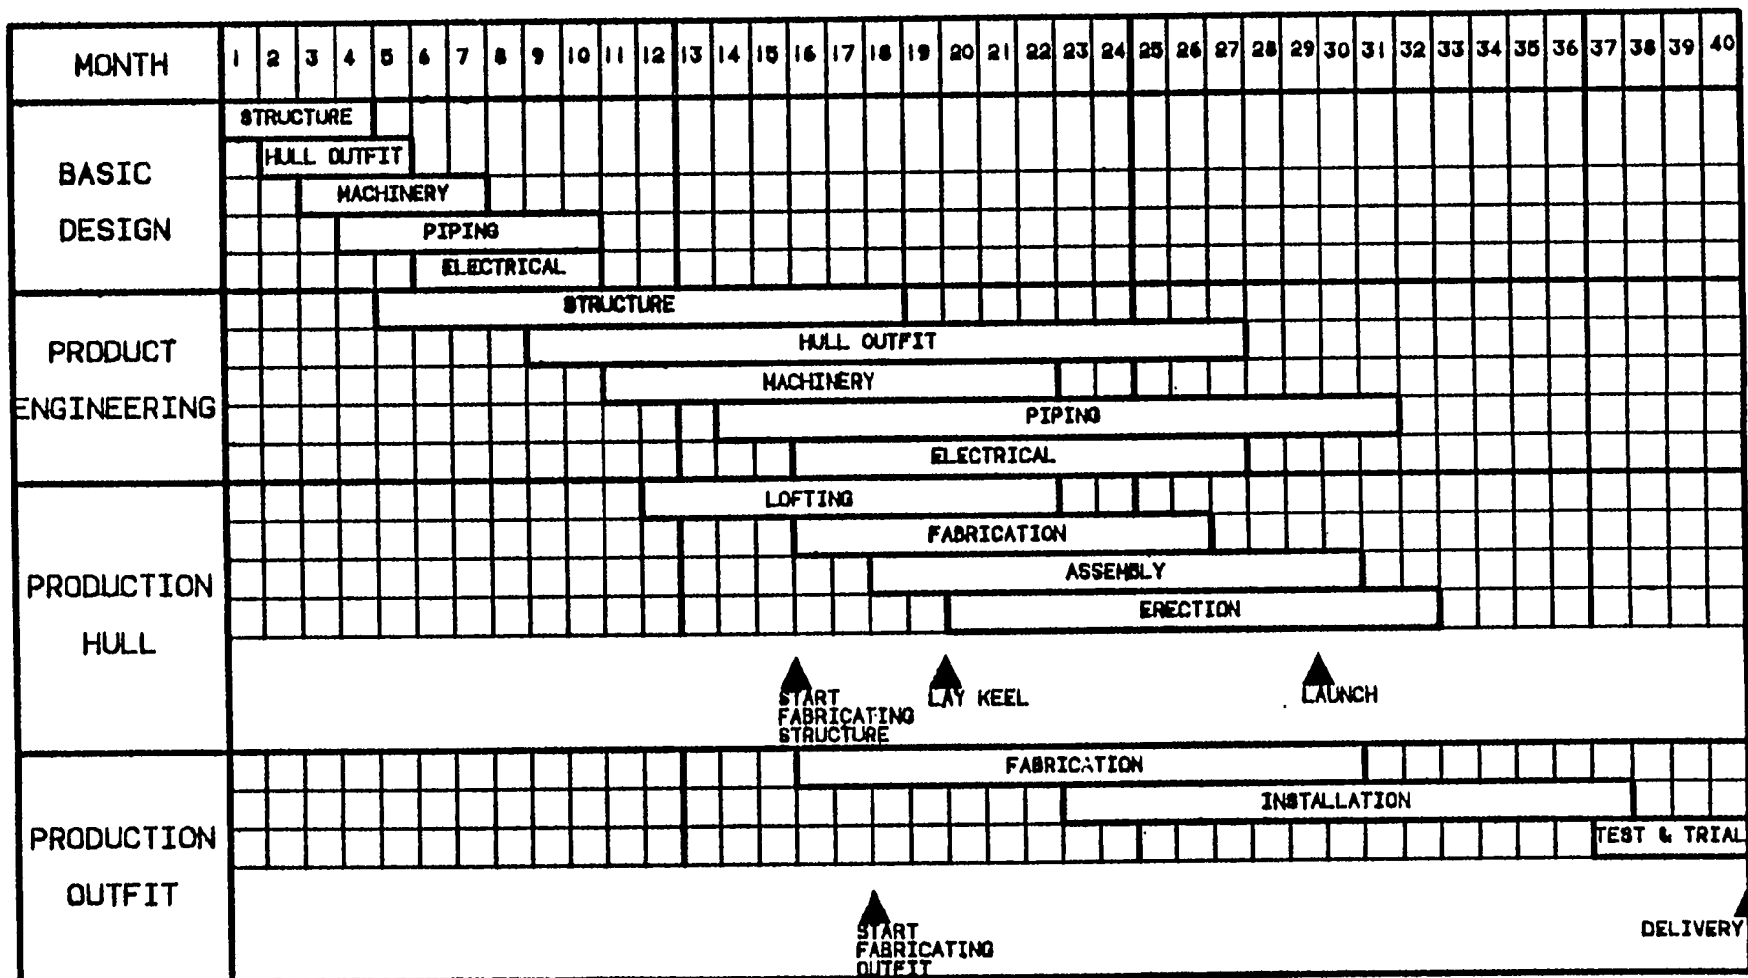 MONTH 1 2 3 4 5 6 7 8 9 10 11 12 13 14 15 16 17 18 19 20 21 22 23 24 25 26 27 28 29 30 31 32 33 34 35 36 37 38 39 40
BASIC
DESIGN
STRUCTURE
HULL OUTFIT
MACHINERY
PIPING
ELECTRICAL
PRODUCT
ENGINEERING
STRUCTURE
HULL OUTFIT
MACHINERY
PIPING
ELECTRICAL
PRODUCTION
HULL
LOFTING
FABRICATION
ASSEMBLY
ERECTION
START
FABRICATING
STRUCTURE
LAY KEEL
LAUNCH
PRODUCTION
OUTFIT
FABRICATION
INSTALLATION
TEST & TRIAL
START
FABRICATING
OUTFIT
DELIVERY